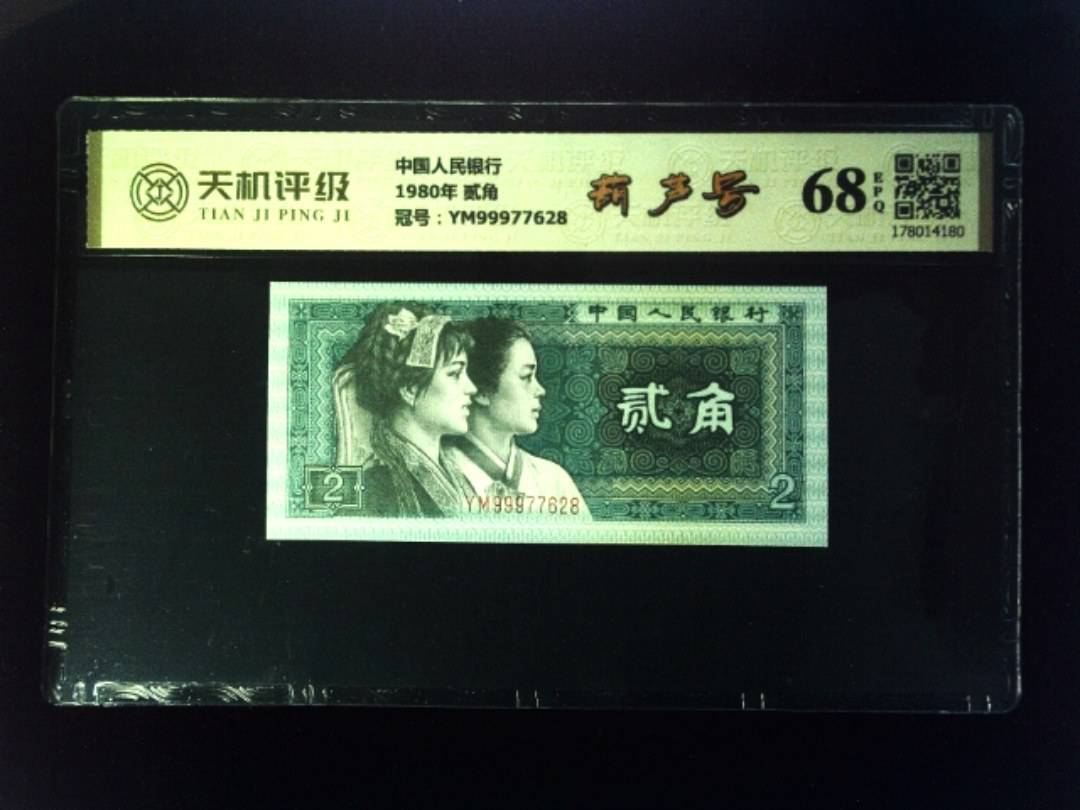 天机评级
TIAN JI PING JI
中国人民银行
1980年 贰角
冠号：YM99977628
葫芦号
68
EPQ
178014180
中国人民银行
贰角
2
YM99977628
2